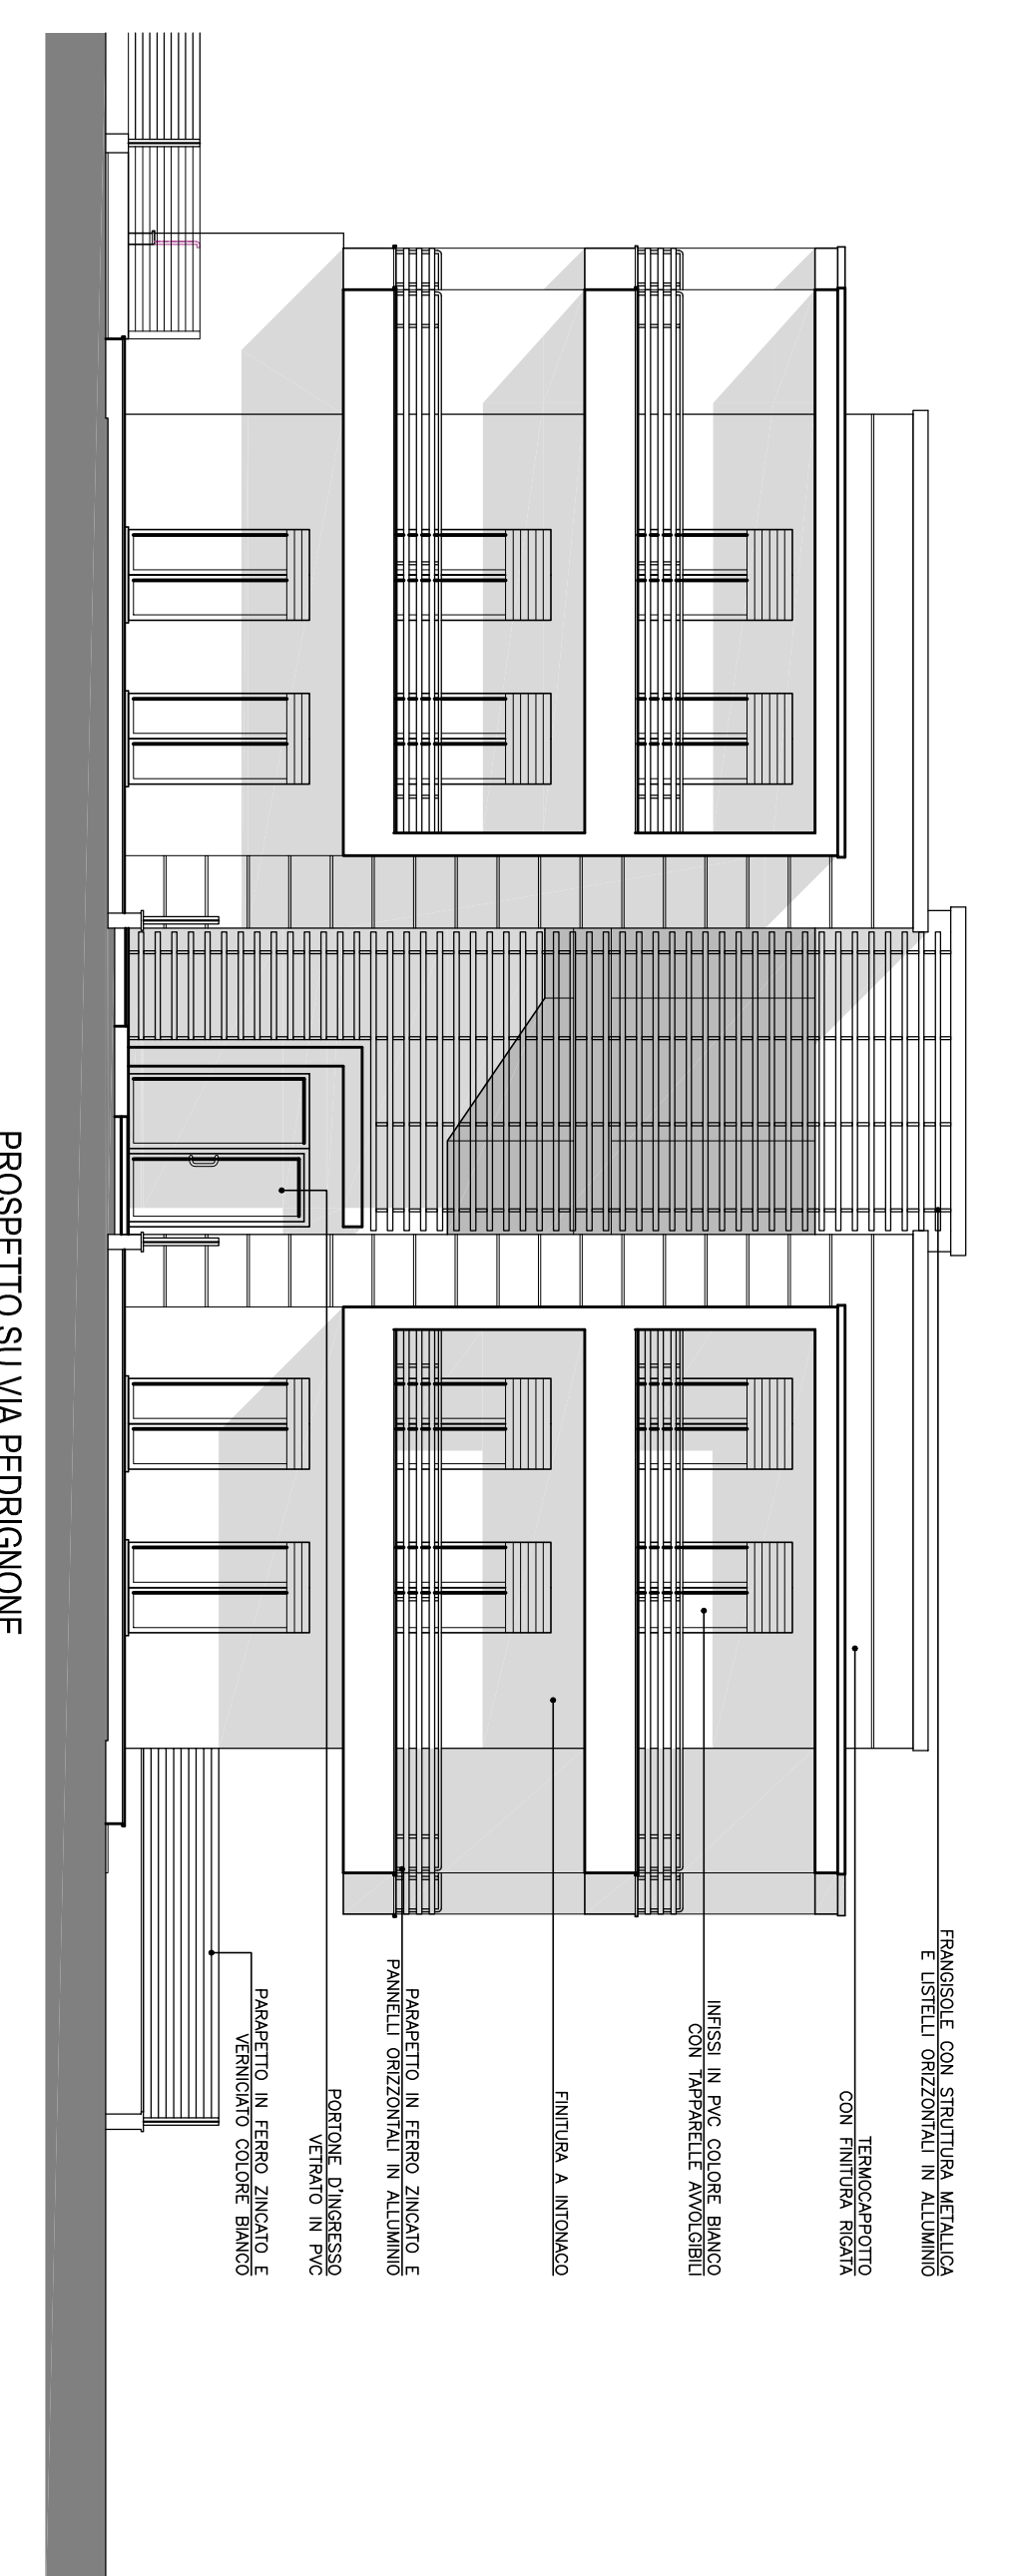 FRANGISOLE CON STRUTTURA METALLICA
E LISTELLI ORIZZONTALI IN ALLUMINIO
TERMOCAPPOTTO
CON FINITURA RIGATA
INFISSI IN PVC COLORE BIANCO
CON TAPPARELLE AVVOLGIBILI
FINITURA A INTONACO
PARAPETTO IN FERRO ZINCATO E
PANNELLI ORIZZONTALI IN ALLUMINIO
PORTONE D'INGRESSO
VETRATO IN PVC
PARAPETTO IN FERRO ZINCATO E
VERNICIATO COLORE BIANCO
PROSPETTO SU VIA PEDRIGNONE